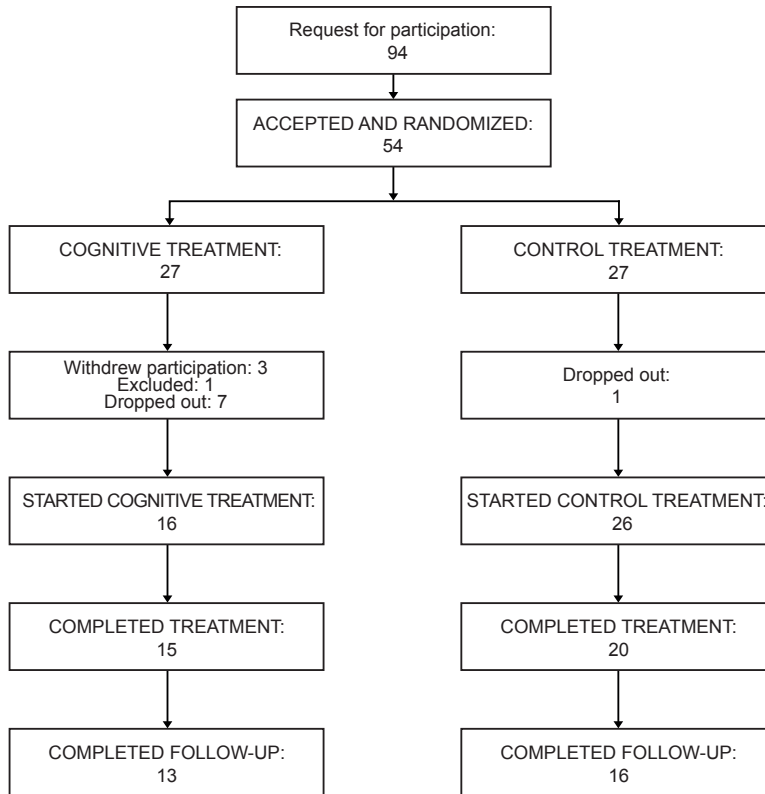 Request for participation:
94
ACCEPTED AND RANDOMIZED:
54
COGNITIVE TREATMENT:
27
CONTROL TREATMENT:
27
Withdrew participation: 3
Excluded: 1
Dropped out: 7
Dropped out:
1
STARTED COGNITIVE TREATMENT:
16
STARTED CONTROL TREATMENT:
26
COMPLETED TREATMENT:
15
COMPLETED TREATMENT:
20
COMPLETED FOLLOW-UP:
13
COMPLETED FOLLOW-UP:
16